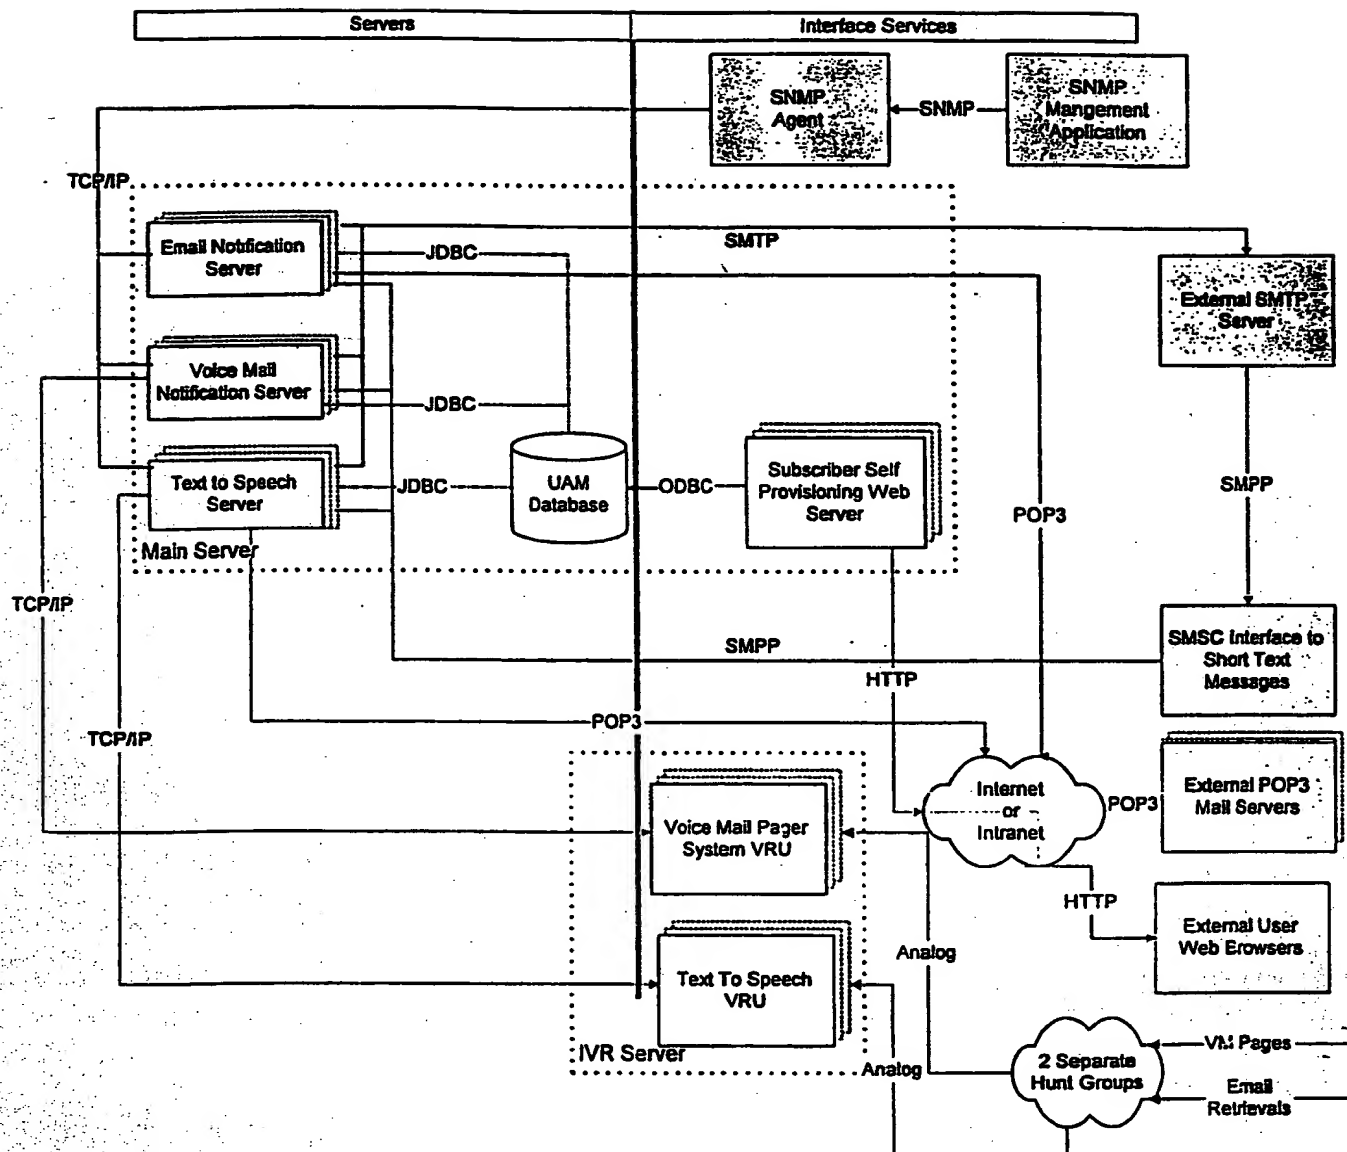 Servers
Interface Services
SNMP
Agent
SNMP
SNMP
Mangement
Application
TCP/IP
Email Notification
Server
JDBC
SMTP
External SMTP
Server
Voice Mail
Notification Server
JDBC
Text to Speech
Server
JDBC
UAM
Database
ODBC
Subscriber Self
Provisioning Web
Server
POP3
SMPP
Main Server
TCP/IP
SMPP
SMSC Interface to
Short Text
Messages
HTTP
POP3
TCP/IP
Internet
or
Intranet
POP3
External POP3
Mail Servers
Voice Mail Pager
System VRU
HTTP
External User
Web Browsers
Analog
Text To Speech
VRU
IVR Server
Analog
2 Separate
Hunt Groups
VM Pages
Email
Retrievals